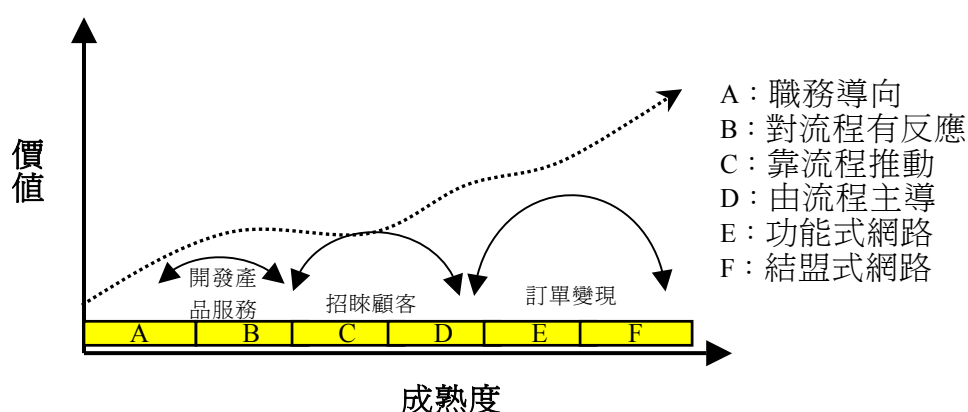 價
值
A：職務導向
B：對流程有反應
C：靠流程推動
D：由流程主導
E：功能式網路
F：結盟式網路
開發產
品服務
招睞顧客
訂單變現
A B C D E F
成熟度